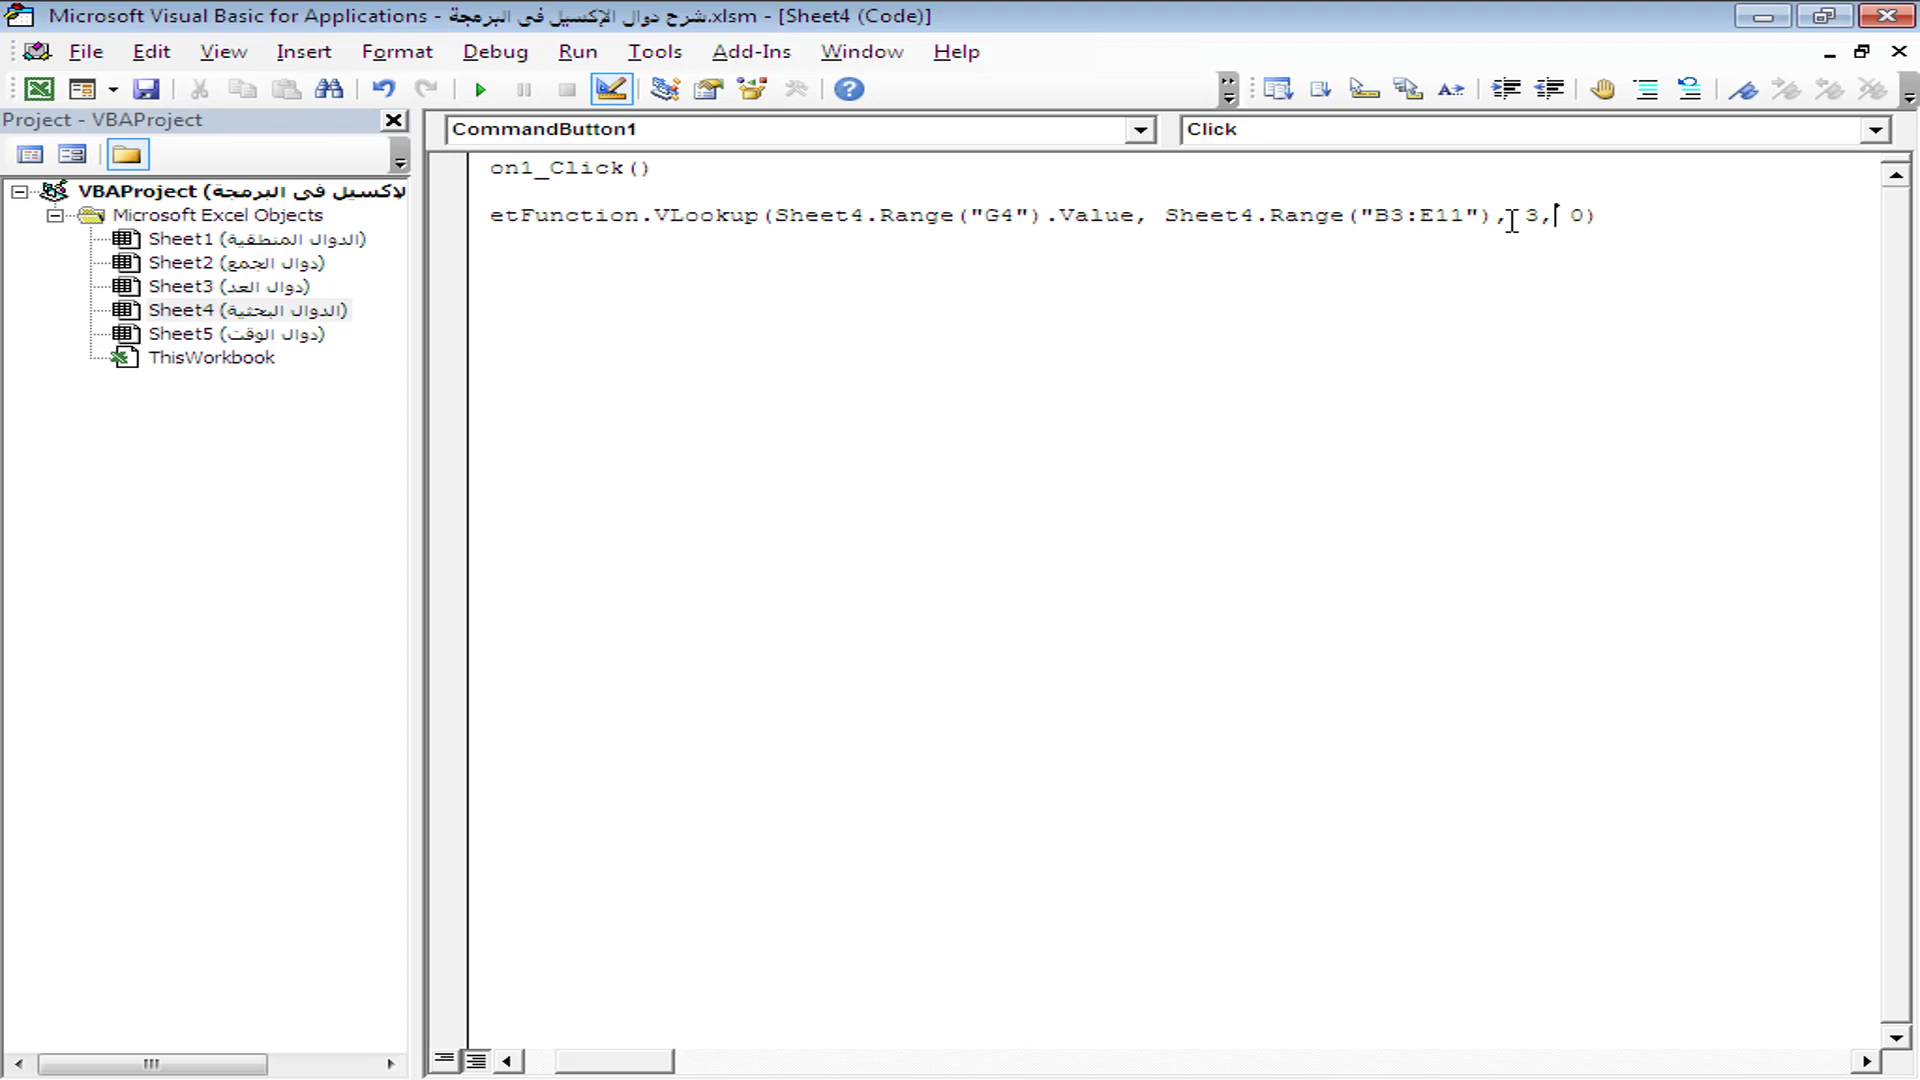 Microsoft Visual Basic for Applications - شرح دوال الإكسيل فى البرمجة.xlsm - [Sheet4 (Code)]
File Edit View Insert Format Debug Run Tools Add-Ins Window Help
Project - VBAProject
CommandButton1
Click
VBAProject (لإكسيل فى البرمجة
Microsoft Excel Objects
Sheet1 (الدوال المنطقية)
Sheet2 (دوال الجمع)
Sheet3 (دوال العد)
Sheet4 (الدوال البحثية)
Sheet5 (دوال الوقت)
ThisWorkbook
on1_Click()
etFunction.VLookup(Sheet4.Range("G4").Value, Sheet4.Range("B3:E11"), 3, 0)